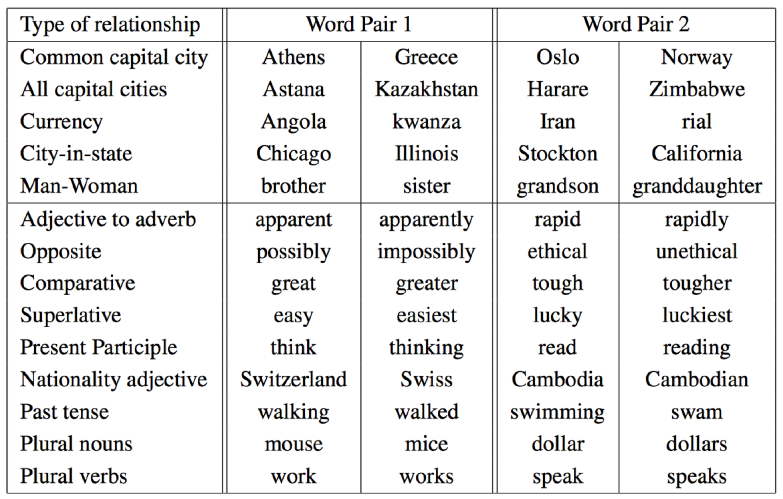 Type of relationship Word Pair 1 Word Pair 2
Common capital city Athens Greece Oslo Norway
All capital cities Astana Kazakhstan Harare Zimbabwe
Currency Angola kwanza Iran rial
City-in-state Chicago Illinois Stockton California
Man-Woman brother sister grandson granddaughter
Adjective to adverb apparent apparently rapid rapidly
Opposite possibly impossibly ethical unethical
Comparative great greater tough tougher
Superlative easy easiest lucky luckiest
Present Participle think thinking read reading
Nationality adjective Switzerland Swiss Cambodia Cambodian
Past tense walking walked swimming swam
Plural nouns mouse mice dollar dollars
Plural verbs work works speak speaks